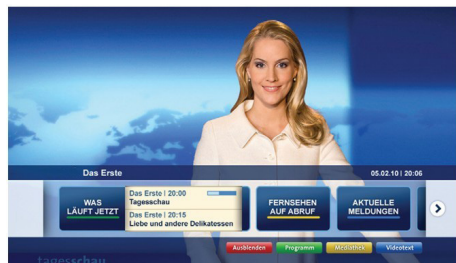 Das Erste
05.02.10 | 20:06
WAS
LÄUFT JETZT
Das Erste | 20:00
Tagesschau
Das Erste | 20:15
Liebe und andere Delikatessen
FERNSEHEN
AUF ABRUF
AKTUELLE
MELDUNGEN
Ausblenden
Programm
Mediathek
Videotext
tagesschau